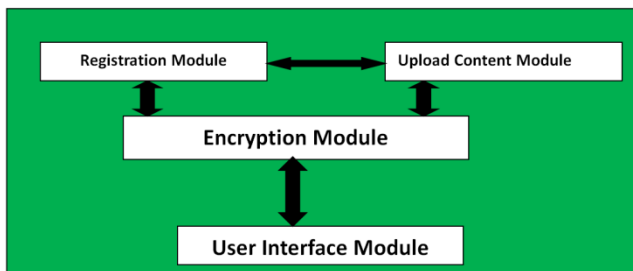 Registration Module
Upload Content Module
Encryption Module
User Interface Module